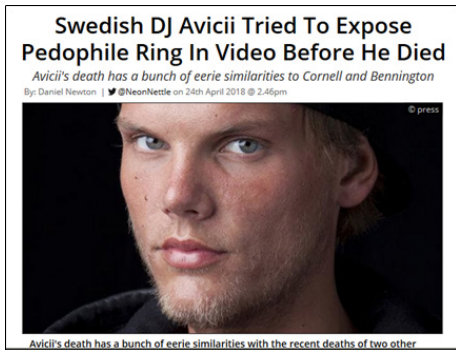 Swedish DJ Avicii Tried To Expose
Pedophile Ring In Video Before He Died
Avicii's death has a bunch of eerie similarities to Cornell and Bennington
By: Daniel Newton | @NeonNettle on 24th April 2018 @ 2.46pm
© press
Avicii's death has a bunch of eerie similarities with the recent deaths of two other